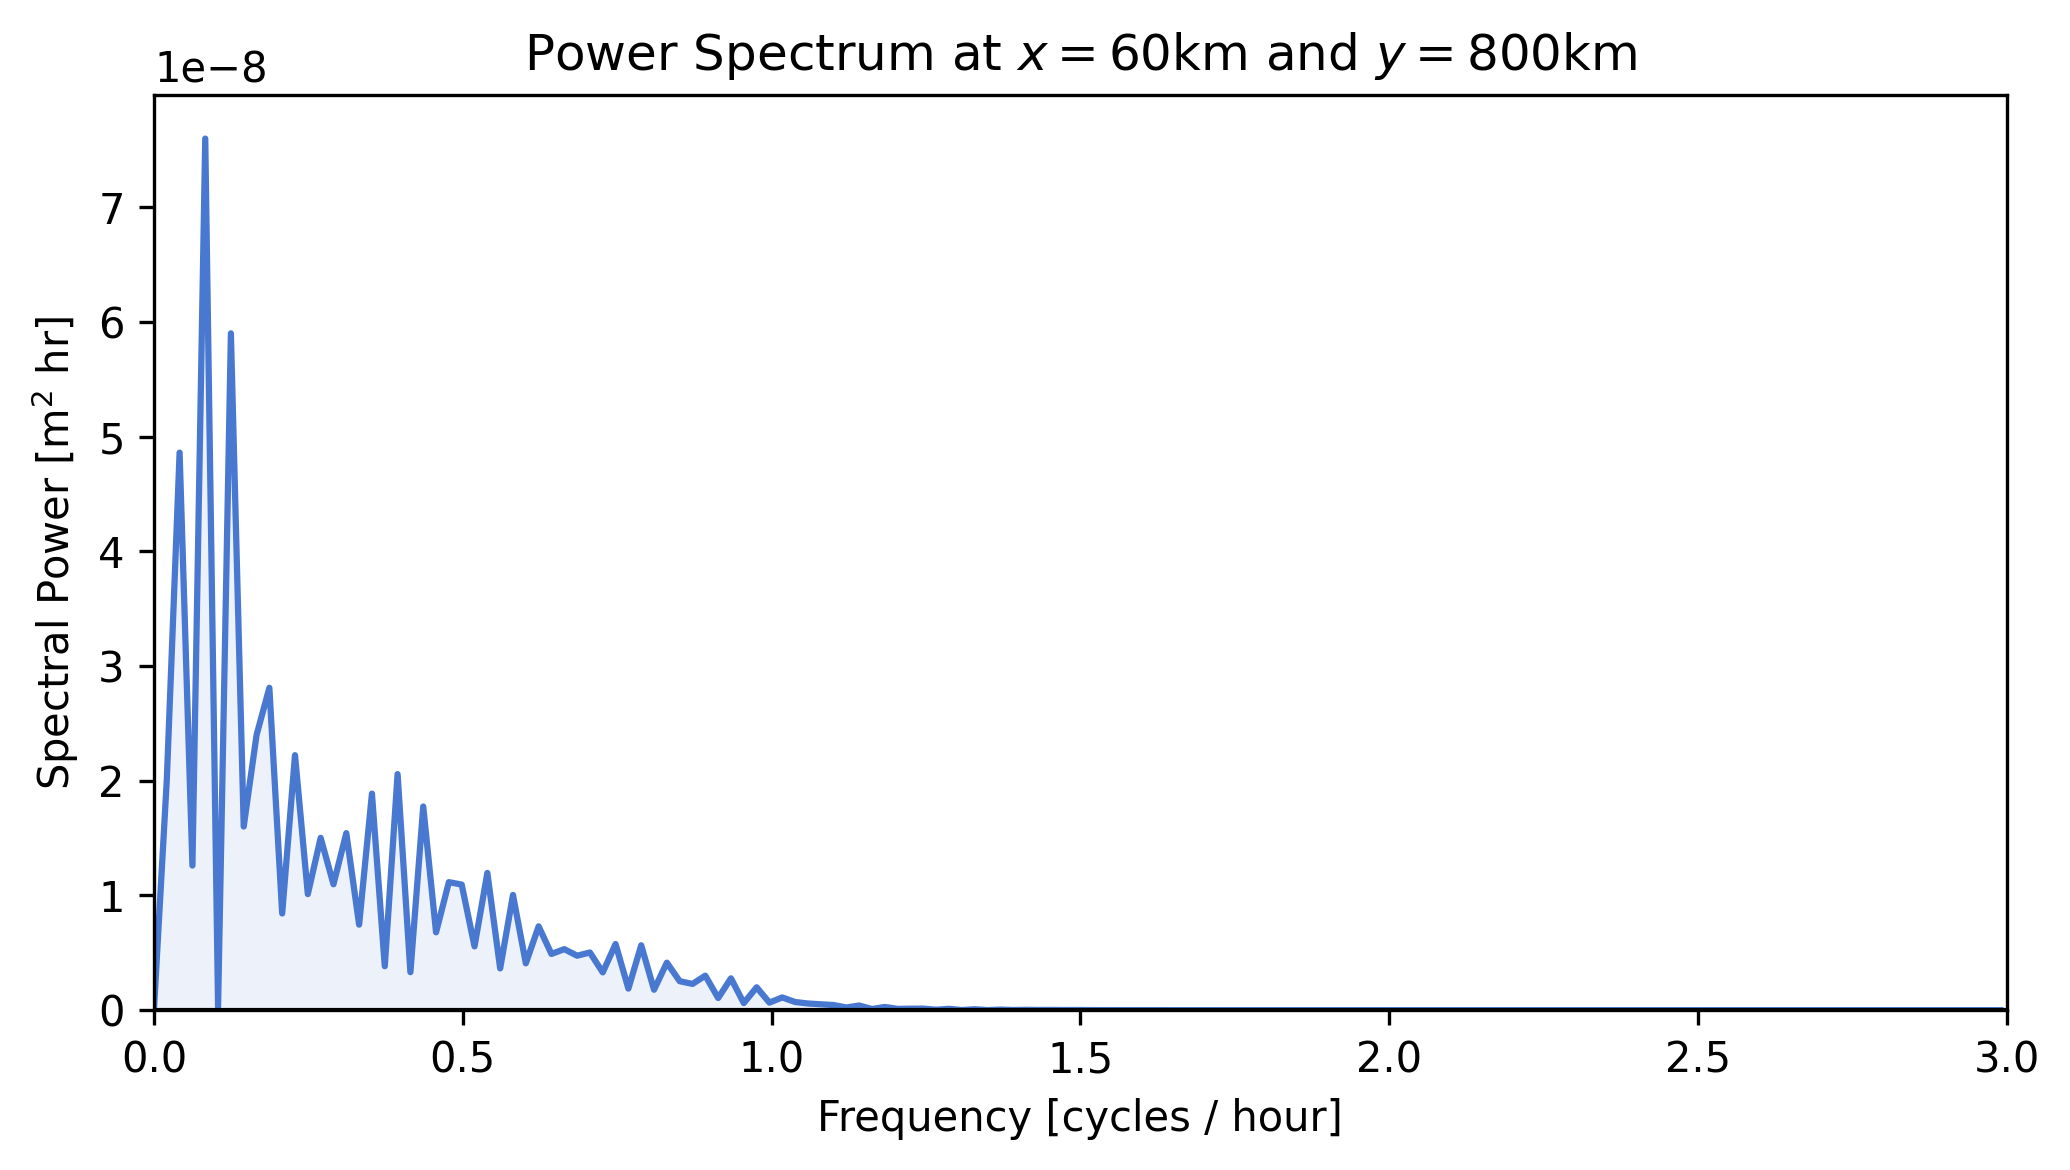 Power Spectrum at x = 60km and y = 800km
1e−8
7
6
5
4
3
2
1
0
Spectral Power [m² hr]
0.0 0.5 1.0 1.5 2.0 2.5 3.0
Frequency [cycles / hour]